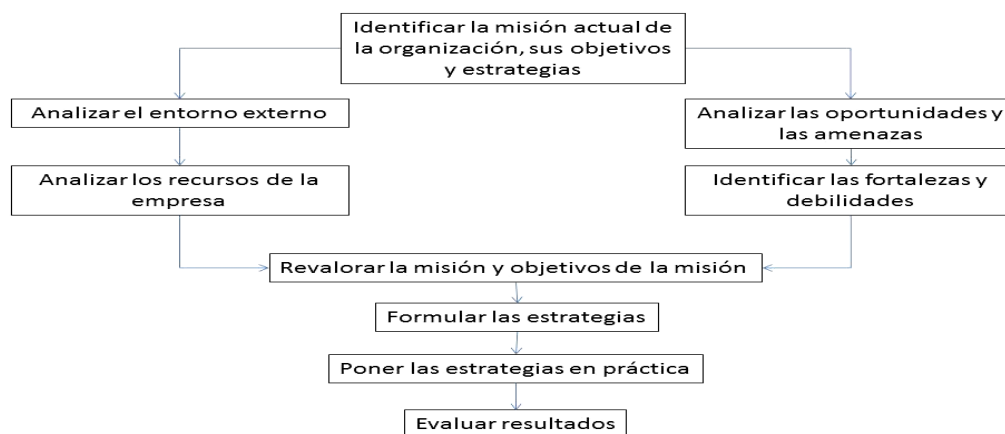 Identificar la misión actual de
la organización, sus objetivos
y estrategias
Analizar el entorno externo
Analizar las oportunidades y
las amenazas
Analizar los recursos de la
empresa
Identificar las fortalezas y
debilidades
Revalorar la misión y objetivos de la misión
Formular las estrategias
Poner las estrategias en práctica
Evaluar resultados